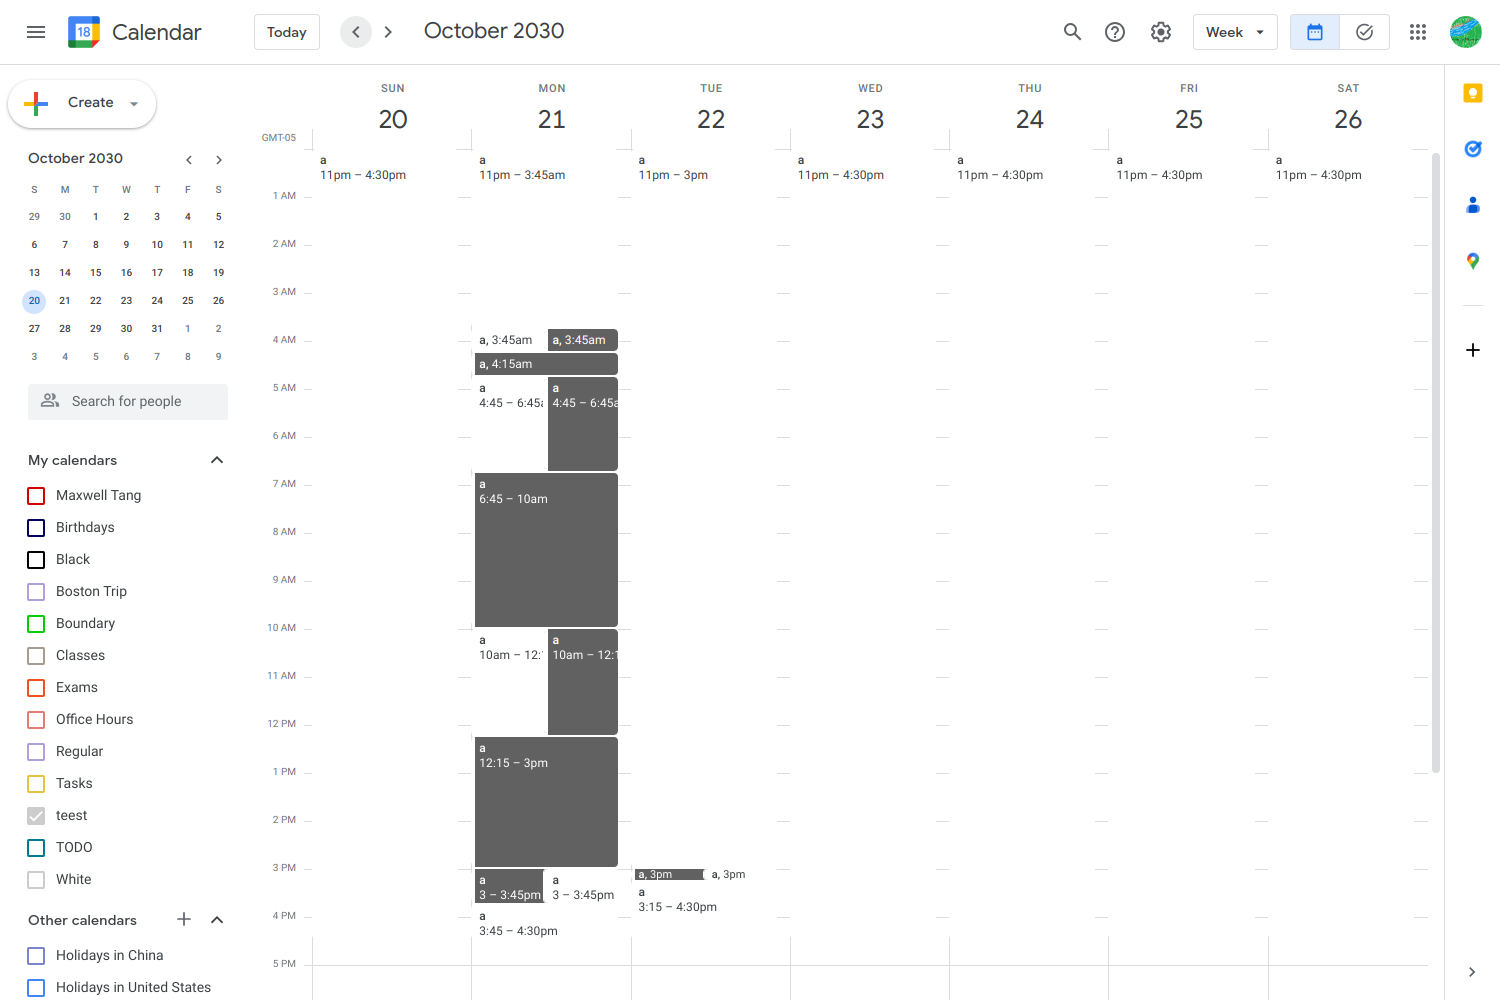 18 Calendar Today October 2030 Week
Create
October 2030
S M T W T F S
29 30 1 2 3 4 5
6 7 8 9 10 11 12
13 14 15 16 17 18 19
20 21 22 23 24 25 26
27 28 29 30 31 1 2
3 4 5 6 7 8 9
Search for people
My calendars
Maxwell Tang
Birthdays
Black
Boston Trip
Boundary
Classes
Exams
Office Hours
Regular
Tasks
teest
TODO
White
Other calendars
Holidays in China
Holidays in United States
SUN MON TUE WED THU FRI SAT
20 21 22 23 24 25 26
GMT-05
a a a a a a a
11pm – 4:30pm 11pm – 3:45am 11pm – 3pm 11pm – 4:30pm 11pm – 4:30pm 11pm – 4:30pm 11pm – 4:30pm
1 AM
2 AM
3 AM
4 AM a, 3:45am a, 3:45am
a, 4:15am
5 AM a a
4:45 – 6:45a 4:45 – 6:45a
6 AM
7 AM a
6:45 – 10am
8 AM
9 AM
10 AM a a
10am – 12: 10am – 12:1
11 AM
12 PM
a
12:15 – 3pm
1 PM
2 PM
3 PM
a, 3pm a, 3pm
a a
3 – 3:45pm 3 – 3:45pm
a
3:15 – 4:30pm
4 PM a
3:45 – 4:30pm
5 PM